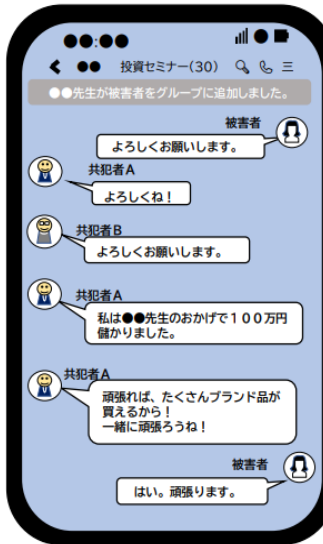 ●●:●●
●● 投資セミナー(30)
●●先生が被害者をグループに追加しました。
被害者
よろしくお願いします。
共犯者A
よろしくね！
共犯者B
よろしくお願いします。
共犯者A
私は●●先生のおかげで１００万円
儲かりました。
共犯者A
頑張れば、たくさんブランド品が
買えるから！
一緒に頑張ろうね！
被害者
はい。頑張ります。